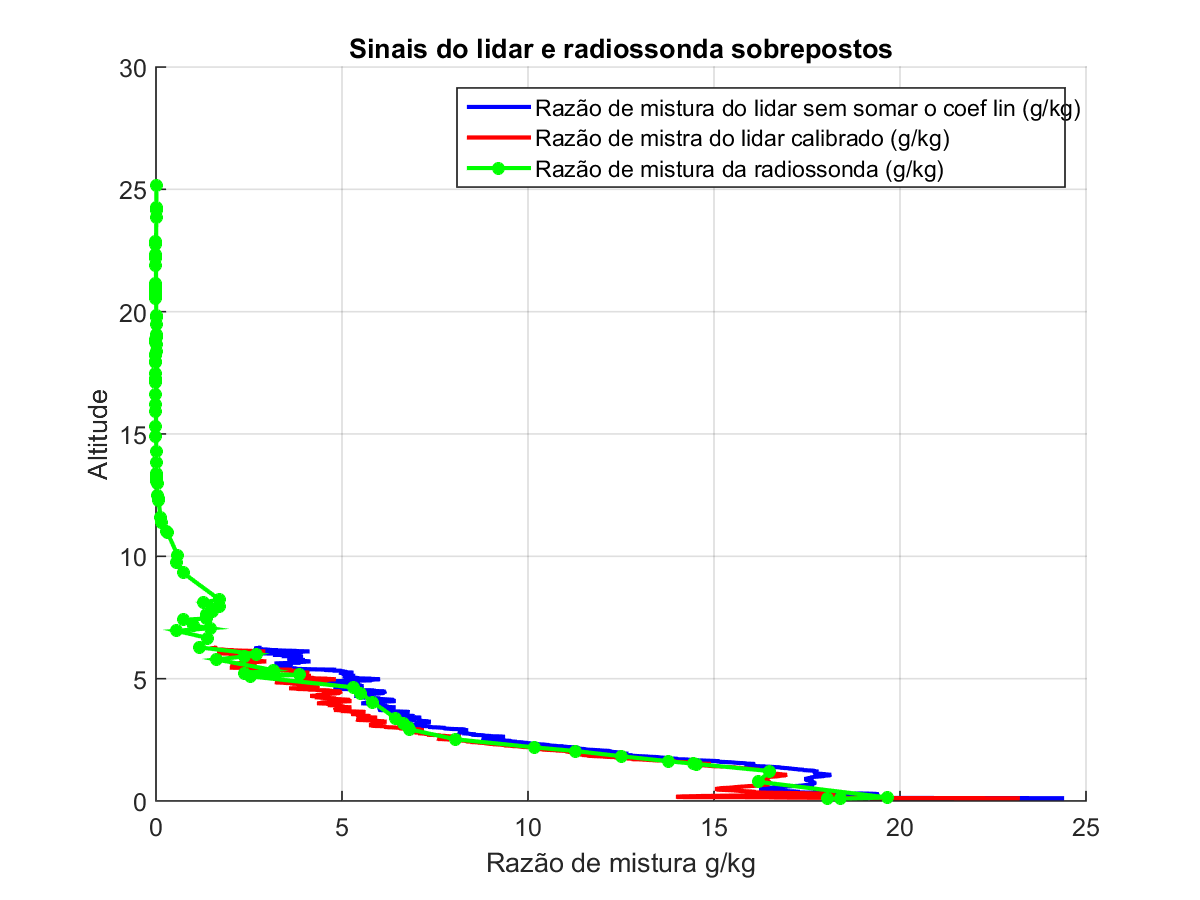 Sinais do lidar e radiossonda sobrepostos
30
Razão de mistura do lidar sem somar o coef lin (g/kg)
Razão de mistra do lidar calibrado (g/kg)
Razão de mistura da radiossonda (g/kg)
25
20
15
10
5
0
Altitude
0 5 10 15 20 25
Razão de mistura g/kg